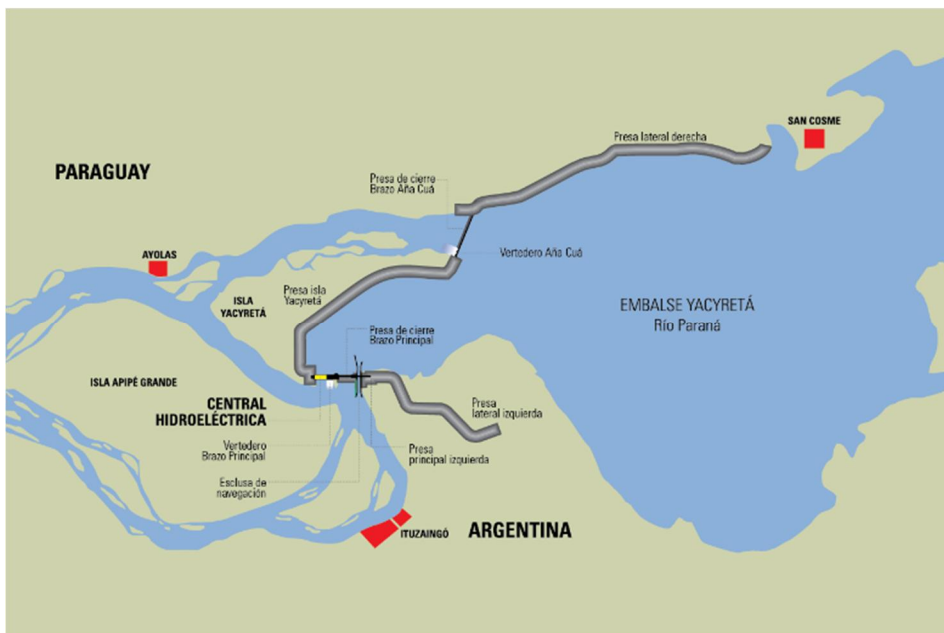 SAN COSME
Presa lateral derecha
PARAGUAY
Presa de cierre
Brazo Aña Cuá
AYOLAS
Vertedero Aña Cuá
Presa isla
Yacyretá
ISLA
YACYRETÁ
EMBALSE YACYRETÁ
Río Paraná
Presa de cierre
Brazo Principal
ISLA APIPÉ GRANDE
CENTRAL
HIDROELÉCTRICA
Presa
lateral izquierda
Vertedero
Brazo Principal
Presa
principal izquierda
Esclusa de
navegación
ITUZAINGÓ
ARGENTINA